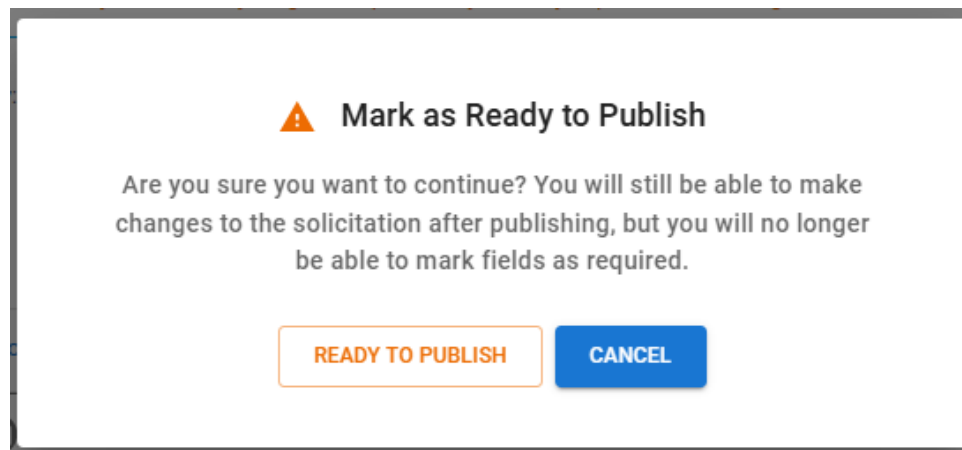 Mark as Ready to Publish
Are you sure you want to continue? You will still be able to make
changes to the solicitation after publishing, but you will no longer
be able to mark fields as required.
READY TO PUBLISH
CANCEL